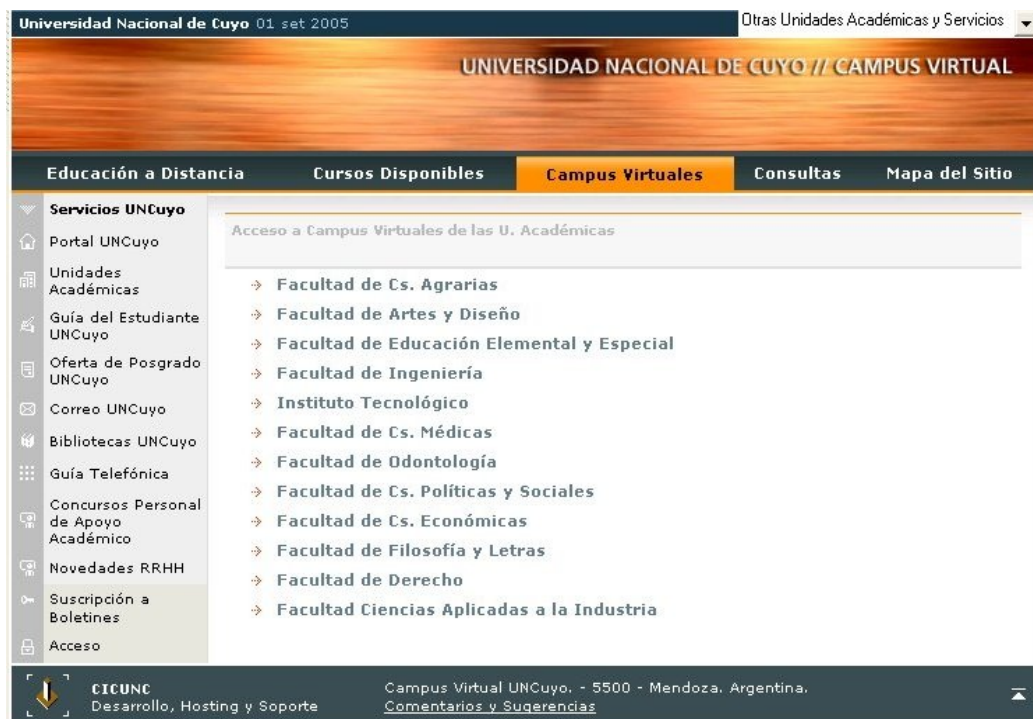 Universidad Nacional de Cuyo 01 set 2005
Otras Unidades Académicas y Servicios
UNIVERSIDAD NACIONAL DE CUYO // CAMPUS VIRTUAL
Educación a Distancia
Cursos Disponibles
Campus Virtuales
Consultas
Mapa del Sitio
Servicios UNCuyo
Portal UNCuyo
Unidades
Académicas
Guía del Estudiante
UNCuyo
Oferta de Posgrado
UNCuyo
Correo UNCuyo
Bibliotecas UNCuyo
Guía Telefónica
Concursos Personal
de Apoyo
Académico
Novedades RRHH
Suscripción a
Boletines
Acceso
Acceso a Campus Virtuales de las U. Académicas
Facultad de Cs. Agrarias
Facultad de Artes y Diseño
Facultad de Educación Elemental y Especial
Facultad de Ingeniería
Instituto Tecnológico
Facultad de Cs. Médicas
Facultad de Odontología
Facultad de Cs. Políticas y Sociales
Facultad de Cs. Económicas
Facultad de Filosofía y Letras
Facultad de Derecho
Facultad Ciencias Aplicadas a la Industria
CICUNC
Desarrollo, Hosting y Soporte
Campus Virtual UNCuyo. - 5500 - Mendoza. Argentina.
Comentarios y Sugerencias